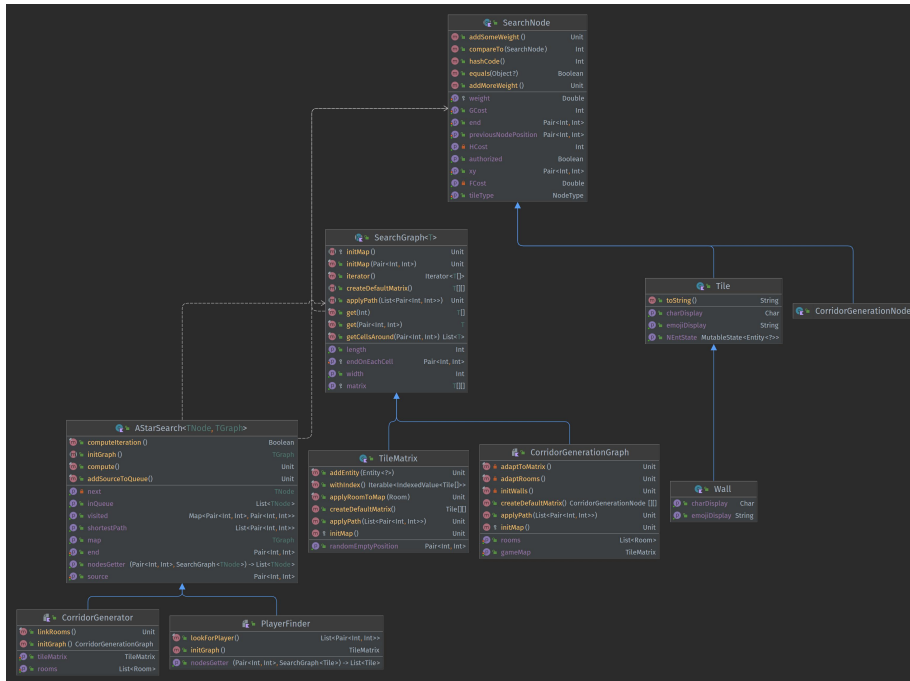 SearchNode
addSomeWeight () Unit
compareTo (SearchNode) Int
hashCode() Int
equals(Object?) Boolean
addMoreWeight () Unit
weight Double
GCost Int
end Pair<Int, Int>
previousNodePosition Pair<Int, Int>
HCost Int
authorized Boolean
xy Pair<Int, Int>
FCost Double
tileType NodeType
SearchGraph<T>
initMap () Unit
initMap (Pair<Int, Int>) Unit
iterator() Iterator<T[]>
createDefaultMatrix() T[][]
applyPath (List<Pair<Int, Int>>) Unit
get(Int) T[]
get(Pair<Int, Int>) T
getCellsAround(Pair<Int, Int>) List<T>
length Int
endOnEachCell Pair<Int, Int>
width Int
matrix T[][]
Tile
toString() String
charDisplay Char
emojiDisplay String
NEntState MutableState<Entity<?>>
CorridorGenerationNode
AStarSearch<TNode, TGraph>
computeIteration () Boolean
initGraph () TGraph
compute() Unit
addSourceToQueue() Unit
next TNode
inQueue List<TNode>
visited Map<Pair<Int, Int>, Pair<Int, Int>>
shortestPath List<Pair<Int, Int>>
map TGraph
end Pair<Int, Int>
nodesGetter (Pair<Int, Int>, SearchGraph<TNode>) -> List<TNode>
source Pair<Int, Int>
TileMatrix
addEntity (Entity<?>) Unit
withIndex() Iterable<IndexedValue<Tile[]>>
applyRoomToMap (Room) Unit
createDefaultMatrix() Tile[][]
applyPath(List<Pair<Int, Int>>) Unit
initMap () Unit
randomEmptyPosition Pair<Int, Int>
CorridorGenerationGraph
adaptToMatrix () Unit
adaptRooms() Unit
initWalls() Unit
createDefaultMatrix() CorridorGenerationNode [][]
applyPath(List<Pair<Int, Int>>) Unit
initMap () Unit
rooms List<Room>
gameMap TileMatrix
Wall
charDisplay Char
emojiDisplay String
CorridorGenerator
linkRooms() Unit
initGraph () CorridorGenerationGraph
tileMatrix TileMatrix
rooms List<Room>
PlayerFinder
lookForPlayer() List<Pair<Int, Int>>
initGraph () TileMatrix
nodesGetter (Pair<Int, Int>, SearchGraph<Tile>) -> List<Tile>